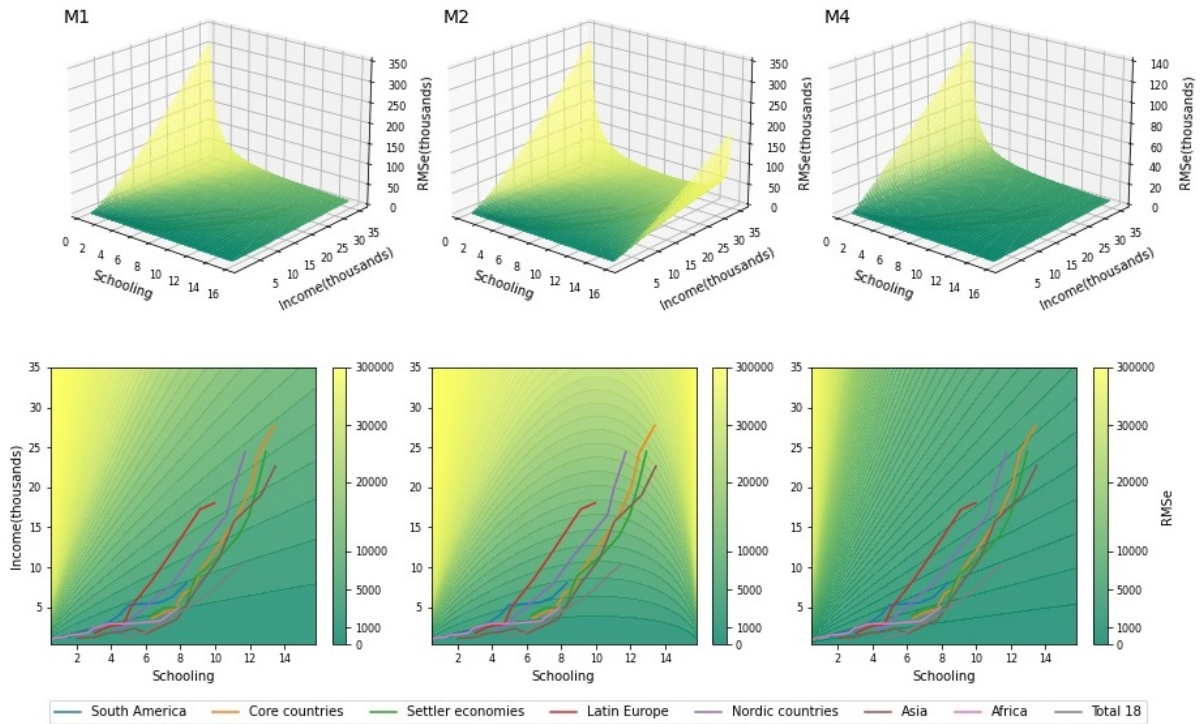 M1
M2
M4
350
300
250
200
150
100
50
0
RMSe(thousands)
0 2 4 6 8 10 12 14 16
Schooling
5 10 15 20 25 30 35
Income(thousands)
350
300
250
200
150
100
50
0
RMSe(thousands)
0 2 4 6 8 10 12 14 16
Schooling
5 10 15 20 25 30 35
Income(thousands)
140
120
100
80
60
40
20
0
RMSe(thousands)
0 2 4 6 8 10 12 14 16
Schooling
5 10 15 20 25 30 35
Income(thousands)
Income(thousands)
35
30
25
20
15
10
5
2 4 6 8 10 12 14
Schooling
300000
30000
20000
10000
5000
1000
0
35
30
25
20
15
10
5
2 4 6 8 10 12 14
Schooling
300000
30000
20000
10000
5000
1000
0
35
30
25
20
15
10
5
2 4 6 8 10 12 14
Schooling
300000
30000
20000
10000
5000
1000
0
RMSe
South America Core countries Settler economies Latin Europe Nordic countries Asia Africa Total 18